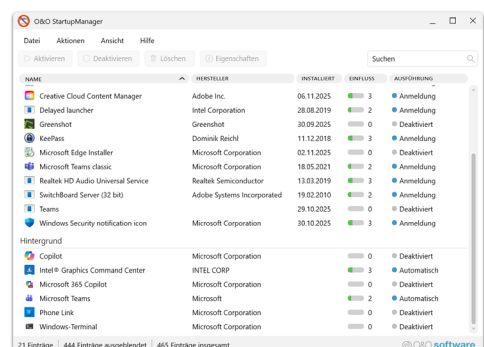 O&O StartupManager
Datei Aktionen Ansicht Hilfe
Aktivieren Deaktivieren Löschen Eigenschaften Suchen
NAME HERSTELLER INSTALLIERT EINFLUSS AUSFÜHRUNG
Creative Cloud Content Manager Adobe Inc. 06.11.2025 3 Anmeldung
Delayed launcher Intel Corporation 28.08.2019 2 Anmeldung
Greenshot Greenshot 30.09.2025 0 Deaktiviert
KeePass Dominik Reichl 11.12.2018 3 Anmeldung
Microsoft Edge Installer Microsoft Corporation 02.11.2025 0 Deaktiviert
Microsoft Teams classic Microsoft Corporation 18.05.2021 2 Anmeldung
Realtek HD Audio Universal Service Realtek Semiconductor 13.03.2019 3 Anmeldung
SwitchBoard Server (32 bit) Adobe Systems Incorporated 19.02.2010 2 Anmeldung
Teams 29.10.2025 0 Deaktiviert
Windows Security notification icon Microsoft Corporation 30.10.2025 3 Anmeldung
Hintergrund
Copilot Microsoft Corporation 0 Deaktiviert
Intel® Graphics Command Center INTEL CORP 3 Automatisch
Microsoft 365 Copilot Microsoft Corporation 0 Deaktiviert
Microsoft Teams Microsoft 2 Automatisch
Phone Link Microsoft Corporation 0 Deaktiviert
Windows-Terminal Microsoft Corporation 0 Deaktiviert
21 Einträge 444 Einträge ausgeblendet 465 Einträge insgesamt O&O software